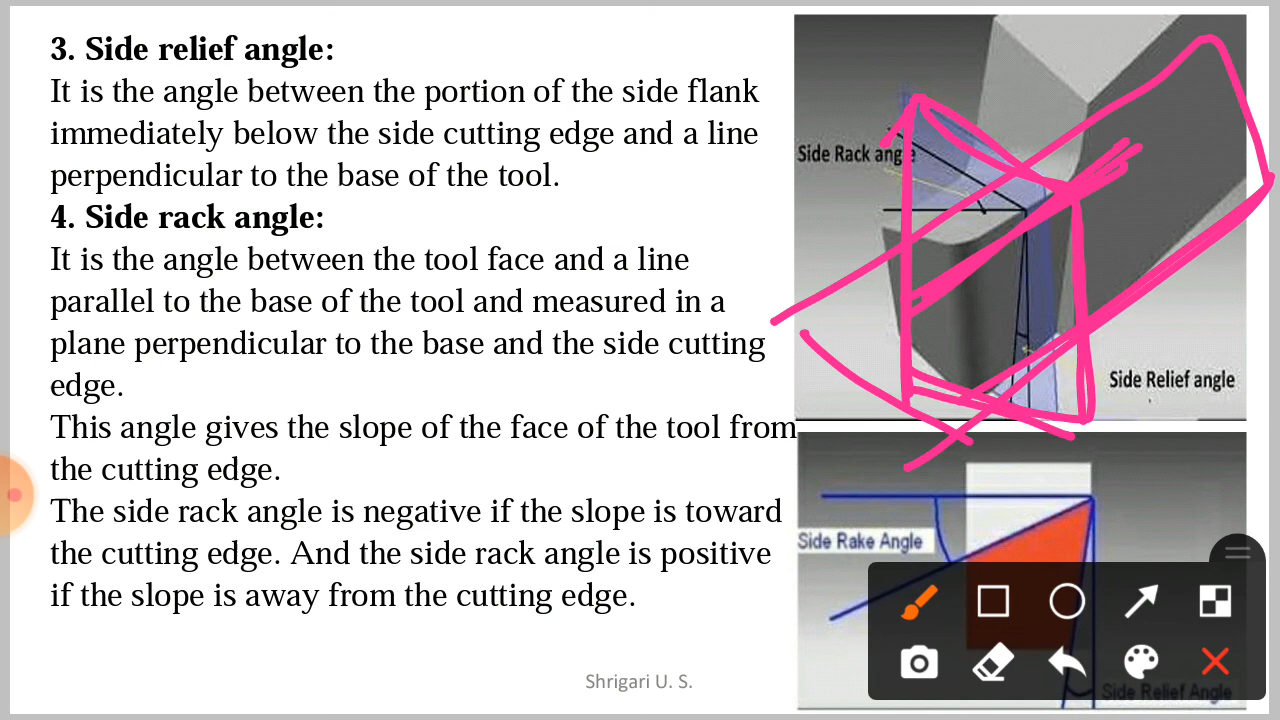 3. Side relief angle:
It is the angle between the portion of the side flank
immediately below the side cutting edge and a line
perpendicular to the base of the tool.
4. Side rack angle:
It is the angle between the tool face and a line
parallel to the base of the tool and measured in a
plane perpendicular to the base and the side cutting
edge.
This angle gives the slope of the face of the tool from
the cutting edge.
The side rack angle is negative if the slope is toward
the cutting edge. And the side rack angle is positive
if the slope is away from the cutting edge.
Shrigari U. S.
Side Rack angle
Side Relief angle
Side Rake Angle
Side Relief Angle